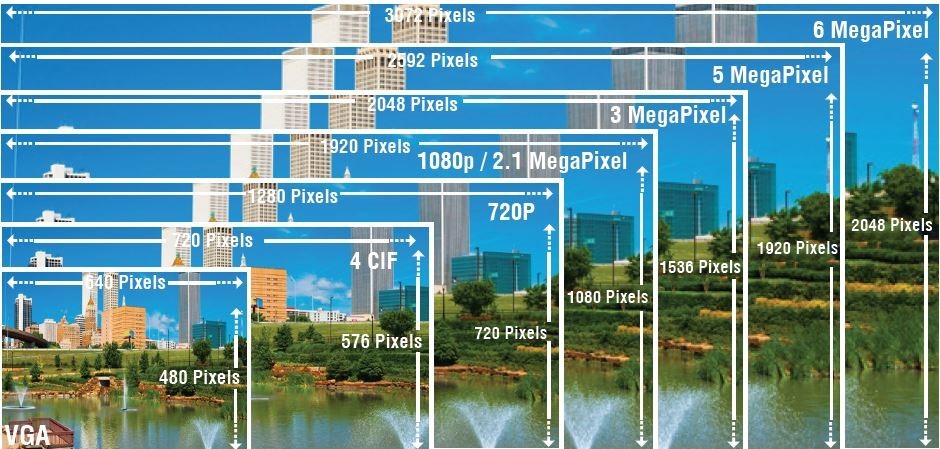 3072 Pixels
6 MegaPixel
2592 Pixels
5 MegaPixel
2048 Pixels
3 MegaPixel
1920 Pixels
1080p / 2.1 MegaPixel
1280 Pixels
720P
720 Pixels
4 CIF
640 Pixels
480 Pixels
VGA
576 Pixels
720 Pixels
1080 Pixels
1536 Pixels
1920 Pixels
2048 Pixels